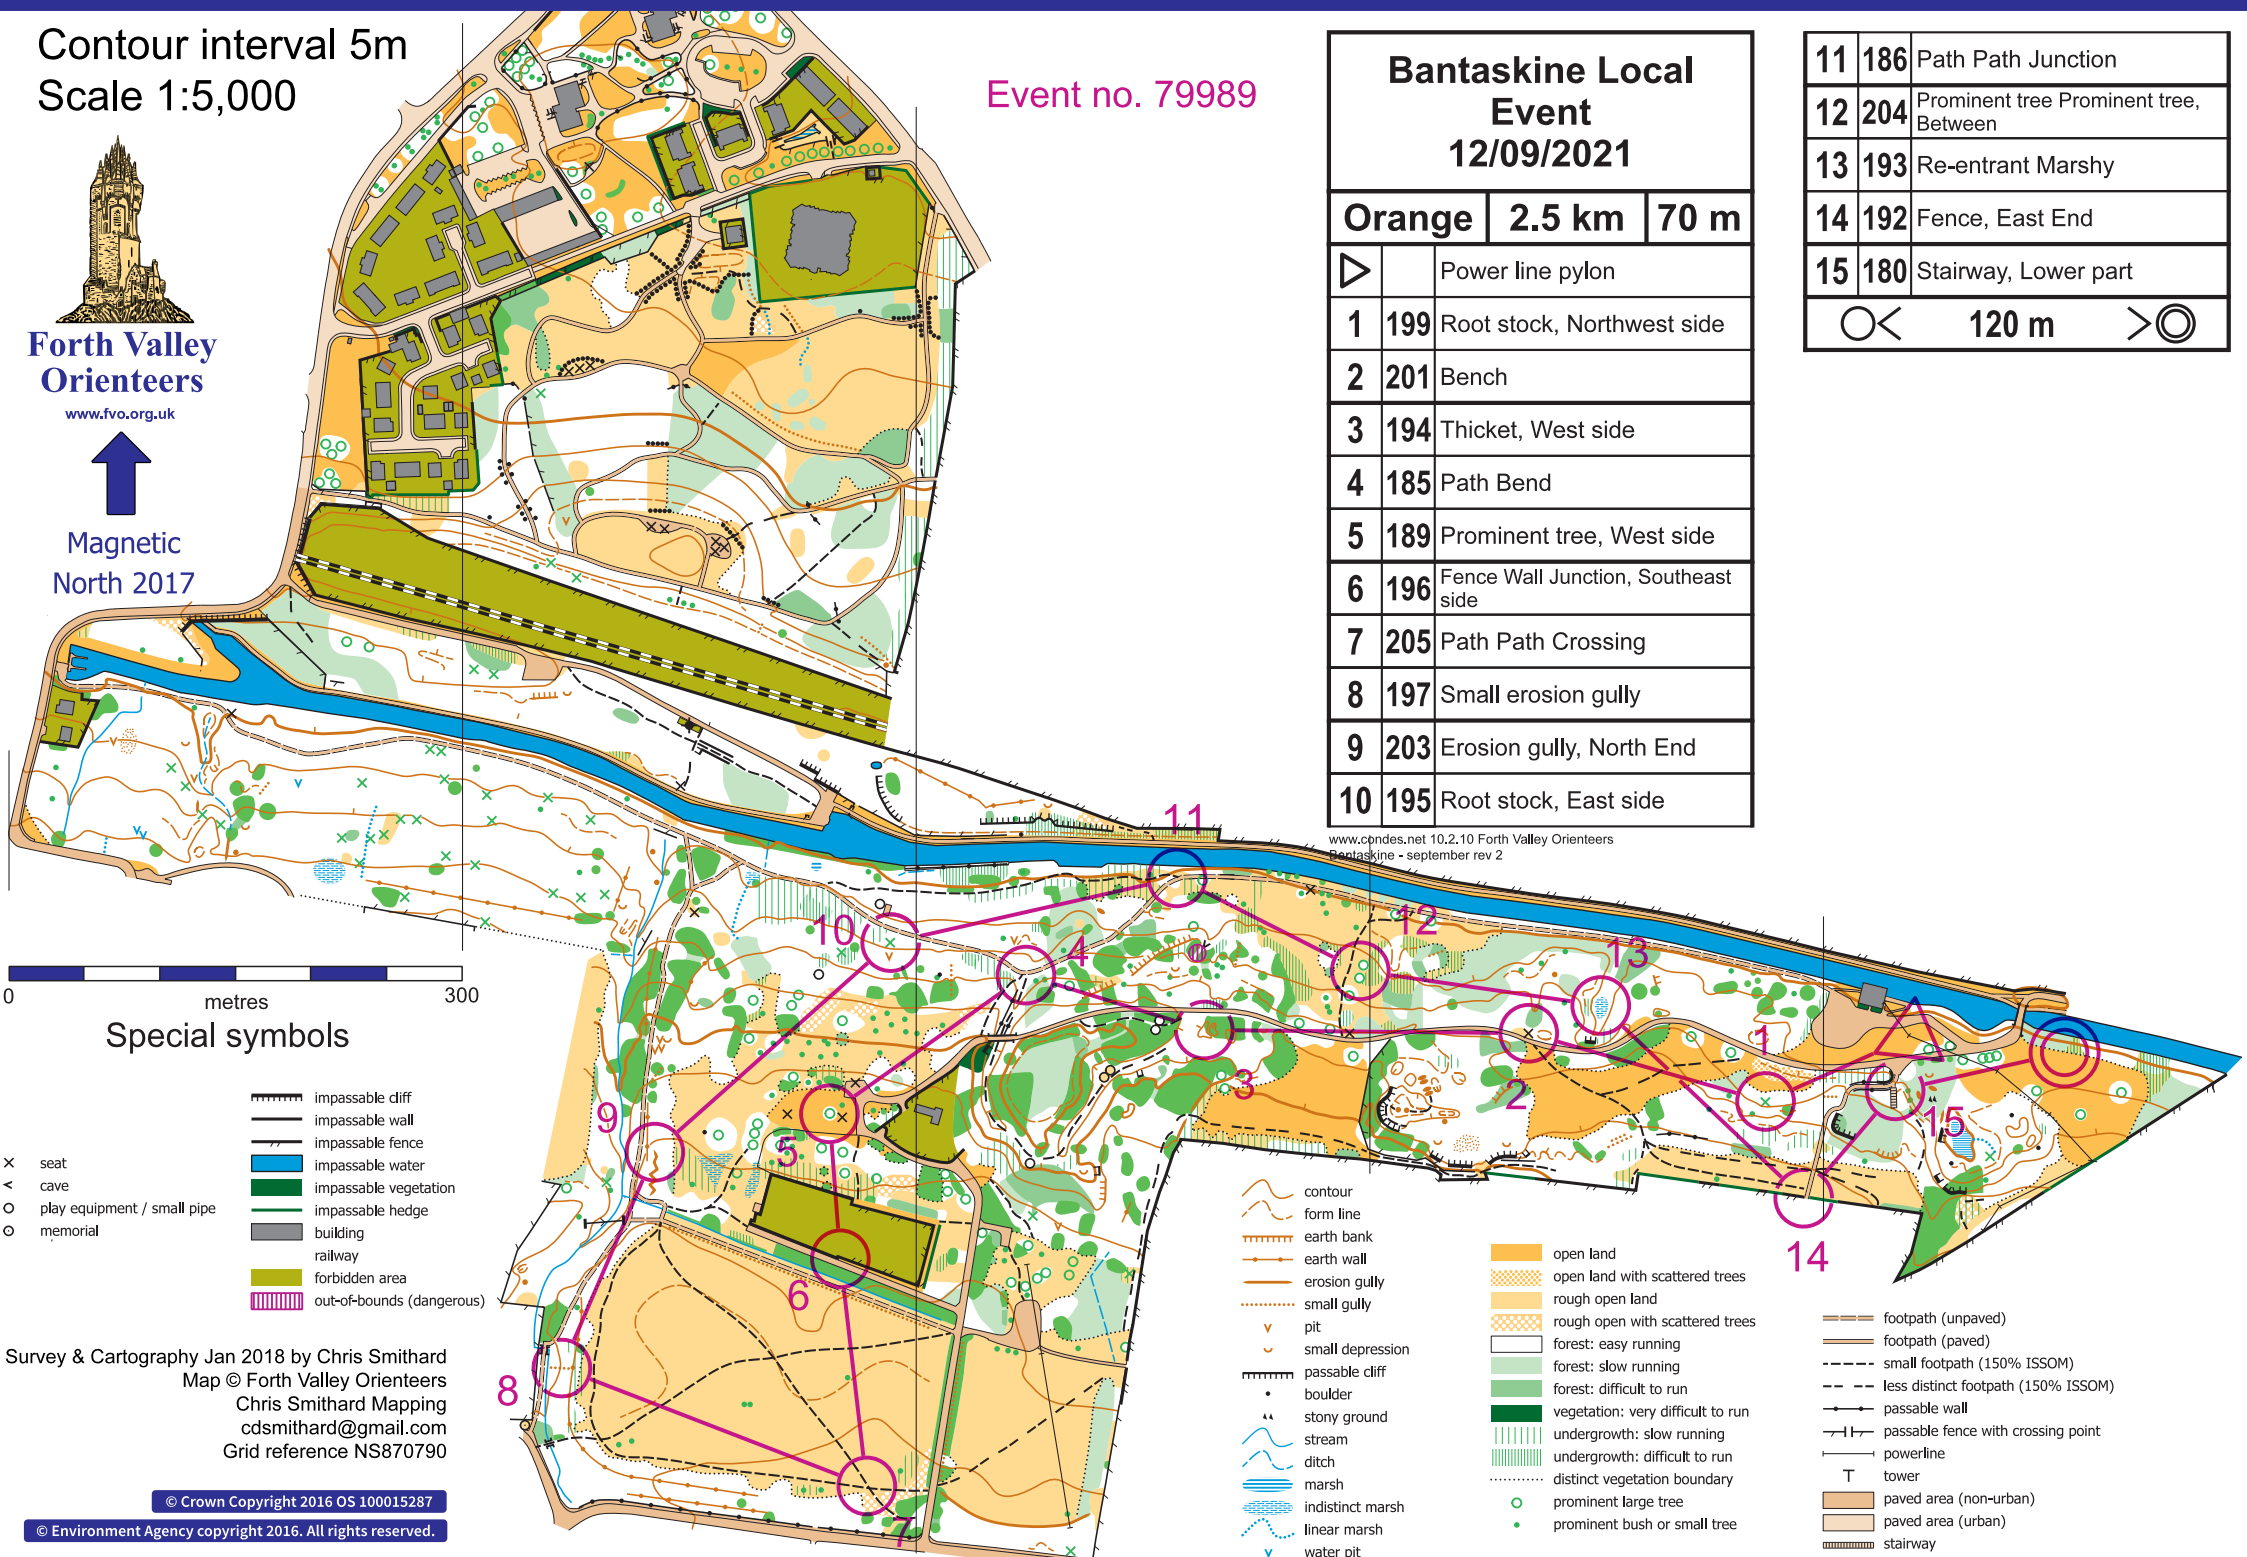 Contour interval 5m
Scale 1:5,000
Forth Valley
Orienteers
www.fvo.org.uk
Magnetic
North 2017
Event no. 79989
Bantaskine Local
Event
12/09/2021
Orange 2.5 km 70 m
Power line pylon
1 199 Root stock, Northwest side
2 201 Bench
3 194 Thicket, West side
4 185 Path Bend
5 189 Prominent tree, West side
6 196 Fence Wall Junction, Southeast
side
7 205 Path Path Crossing
8 197 Small erosion gully
9 203 Erosion gully, North End
10 195 Root stock, East side
www.condes.net 10.2.10 Forth Valley Orienteers
Bantaskine - september rev 2
11 186 Path Path Junction
12 204 Prominent tree Prominent tree,
Between
13 193 Re-entrant Marshy
14 192 Fence, East End
15 180 Stairway, Lower part
120 m
11
10
4
12
13
1
2
3
15
14
9
5
6
8
7
0 metres 300
Special symbols
seat
cave
play equipment / small pipe
memorial
impassable cliff
impassable wall
impassable fence
impassable water
impassable vegetation
impassable hedge
building
railway
forbidden area
out-of-bounds (dangerous)
Survey & Cartography Jan 2018 by Chris Smithard
Map © Forth Valley Orienteers
Chris Smithard Mapping
cdsmithard@gmail.com
Grid reference NS870790
© Crown Copyright 2016 OS 100015287
© Environment Agency copyright 2016. All rights reserved.
contour
form line
earth bank
earth wall
erosion gully
small gully
pit
small depression
passable cliff
boulder
stony ground
stream
ditch
marsh
indistinct marsh
linear marsh
water pit
open land
open land with scattered trees
rough open land
rough open with scattered trees
forest: easy running
forest: slow running
forest: difficult to run
vegetation: very difficult to run
undergrowth: slow running
undergrowth: difficult to run
distinct vegetation boundary
prominent large tree
prominent bush or small tree
footpath (unpaved)
footpath (paved)
small footpath (150% ISSOM)
less distinct footpath (150% ISSOM)
passable wall
passable fence with crossing point
powerline
tower
paved area (non-urban)
paved area (urban)
stairway